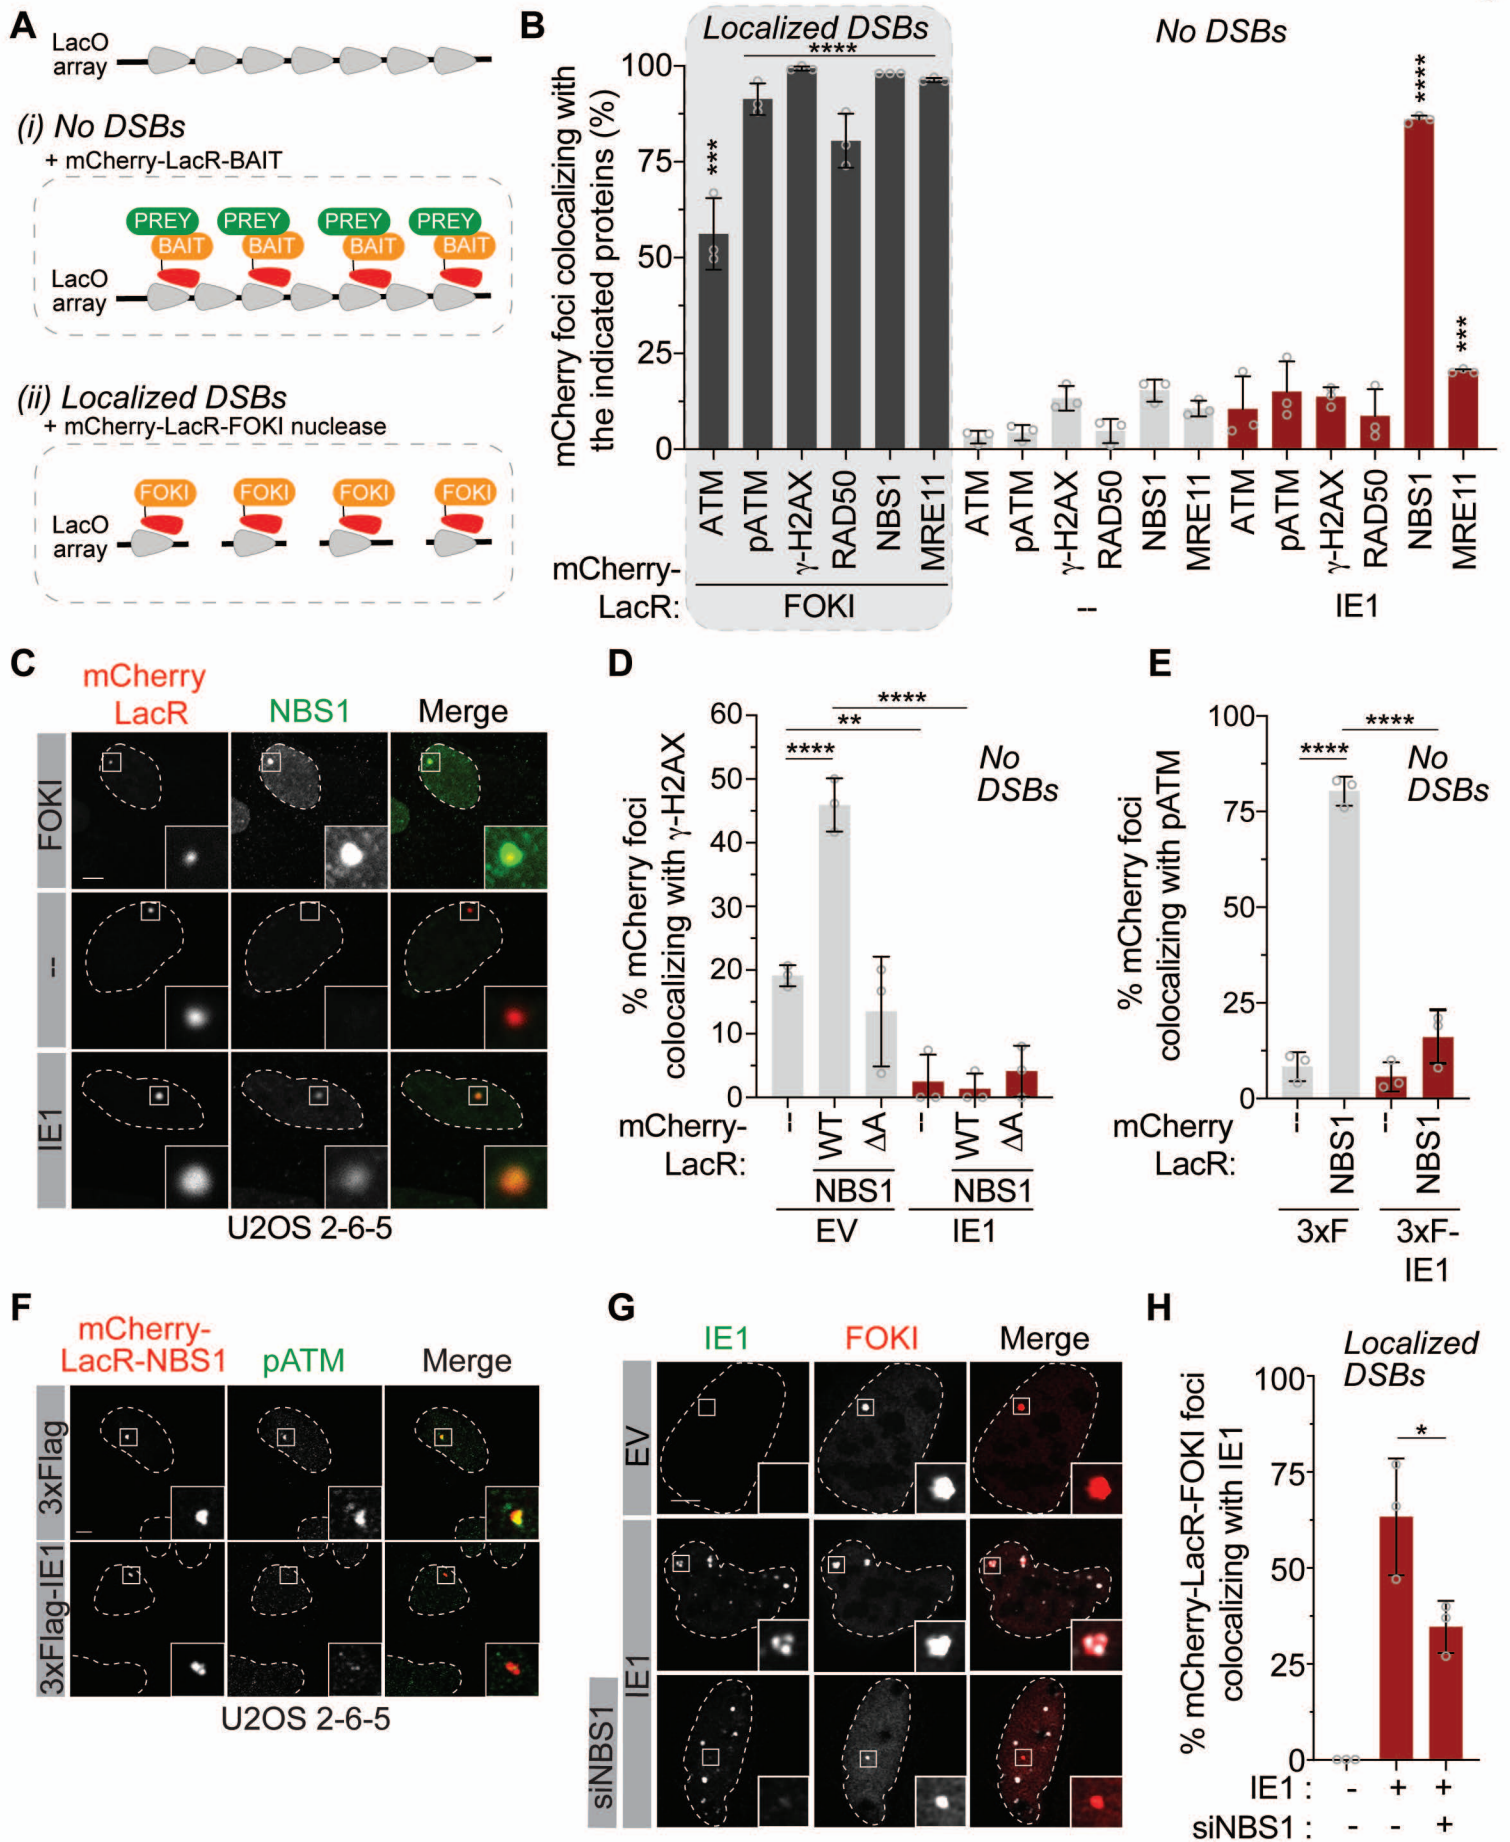 A
LacO
array
(i) No DSBs
+ mCherry-LacR-BAIT
PREY PREY PREY PREY
BAIT BAIT BAIT BAIT
LacO
array
(ii) Localized DSBs
+ mCherry-LacR-FOKI nuclease
FOKI FOKI FOKI FOKI
LacO
array
B
Localized DSBs
No DSBs
mCherry foci colocalizing with
the indicated proteins (%)
100
75
50
25
0
***
****
****
***
ATM pATM γ-H2AX RAD50 NBS1 MRE11 ATM pATM γ-H2AX RAD50 NBS1 MRE11 ATM pATM γ-H2AX RAD50 NBS1 MRE11
mCherry-
LacR: FOKI -- IE1
C
mCherry
LacR NBS1 Merge
FOKI
--
IE1
U2OS 2-6-5
D
% mCherry foci
colocalizing with γ-H2AX
60
50
40
30
20
10
0
****
**
****
No
DSBs
mCherry-
LacR:
-- WT ΔA -- WT ΔA
NBS1 NBS1
EV IE1
E
% mCherry foci
colocalizing with pATM
100
75
50
25
0
****
****
No
DSBs
mCherry
LacR:
-- NBS1 -- NBS1
3xF 3xF-
IE1
F
mCherry-
LacR-NBS1 pATM Merge
3xFlag
3xFlag-IE1
U2OS 2-6-5
G
IE1 FOKI Merge
EV
IE1
siNBS1
H
Localized
DSBs
% mCherry-LacR-FOKI foci
colocalizing with IE1
100
75
50
25
0
*
IE1 : - + +
siNBS1 : - - +